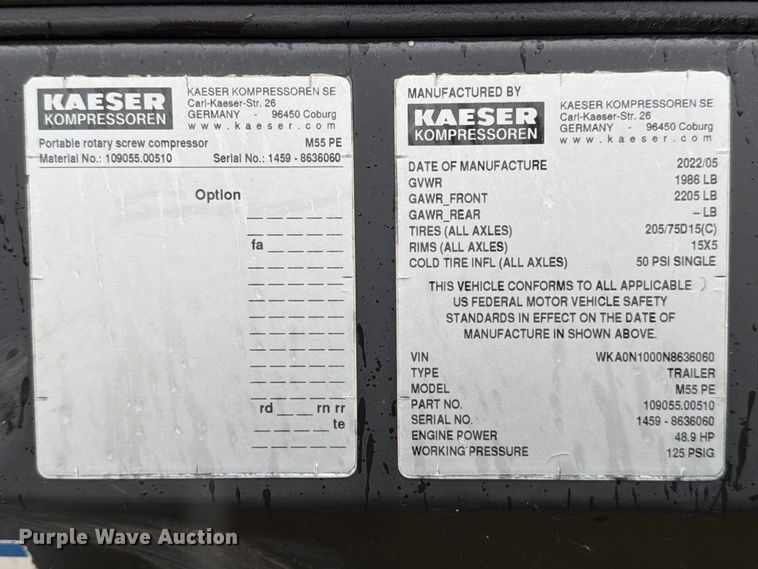 KAESER
KOMPRESSOREN
KAESER KOMPRESSOREN SE
Carl-Kaeser-Str. 26
GERMANY - 96450 Coburg
www.kaeser.com
Portable rotary screw compressor M55 PE
Material No.: 109055.00510 Serial No.: 1459 - 8636060
Option
fa
rd rn rr
te
MANUFACTURED BY
KAESER
KOMPRESSOREN
KAESER KOMPRESSOREN SE
Carl-Kaeser-Str. 26
GERMANY - 96450 Coburg
www.kaeser.com
DATE OF MANUFACTURE 2022/05
GVWR 1986 LB
GAWR_FRONT 2205 LB
GAWR_REAR – LB
TIRES (ALL AXLES) 205/75D15(C)
RIMS (ALL AXLES) 15X5
COLD TIRE INFL (ALL AXLES) 50 PSI SINGLE
THIS VEHICLE CONFORMS TO ALL APPLICABLE
US FEDERAL MOTOR VEHICLE SAFETY
STANDARDS IN EFFECT ON THE DATE OF
MANUFACTURE IN SHOWN ABOVE.
VIN WKA0N1000N8636060
TYPE TRAILER
MODEL M55 PE
PART NO. 109055.00510
SERIAL NO. 1459 - 8636060
ENGINE POWER 48.9 HP
WORKING PRESSURE 125 PSIG
Purple Wave Auction